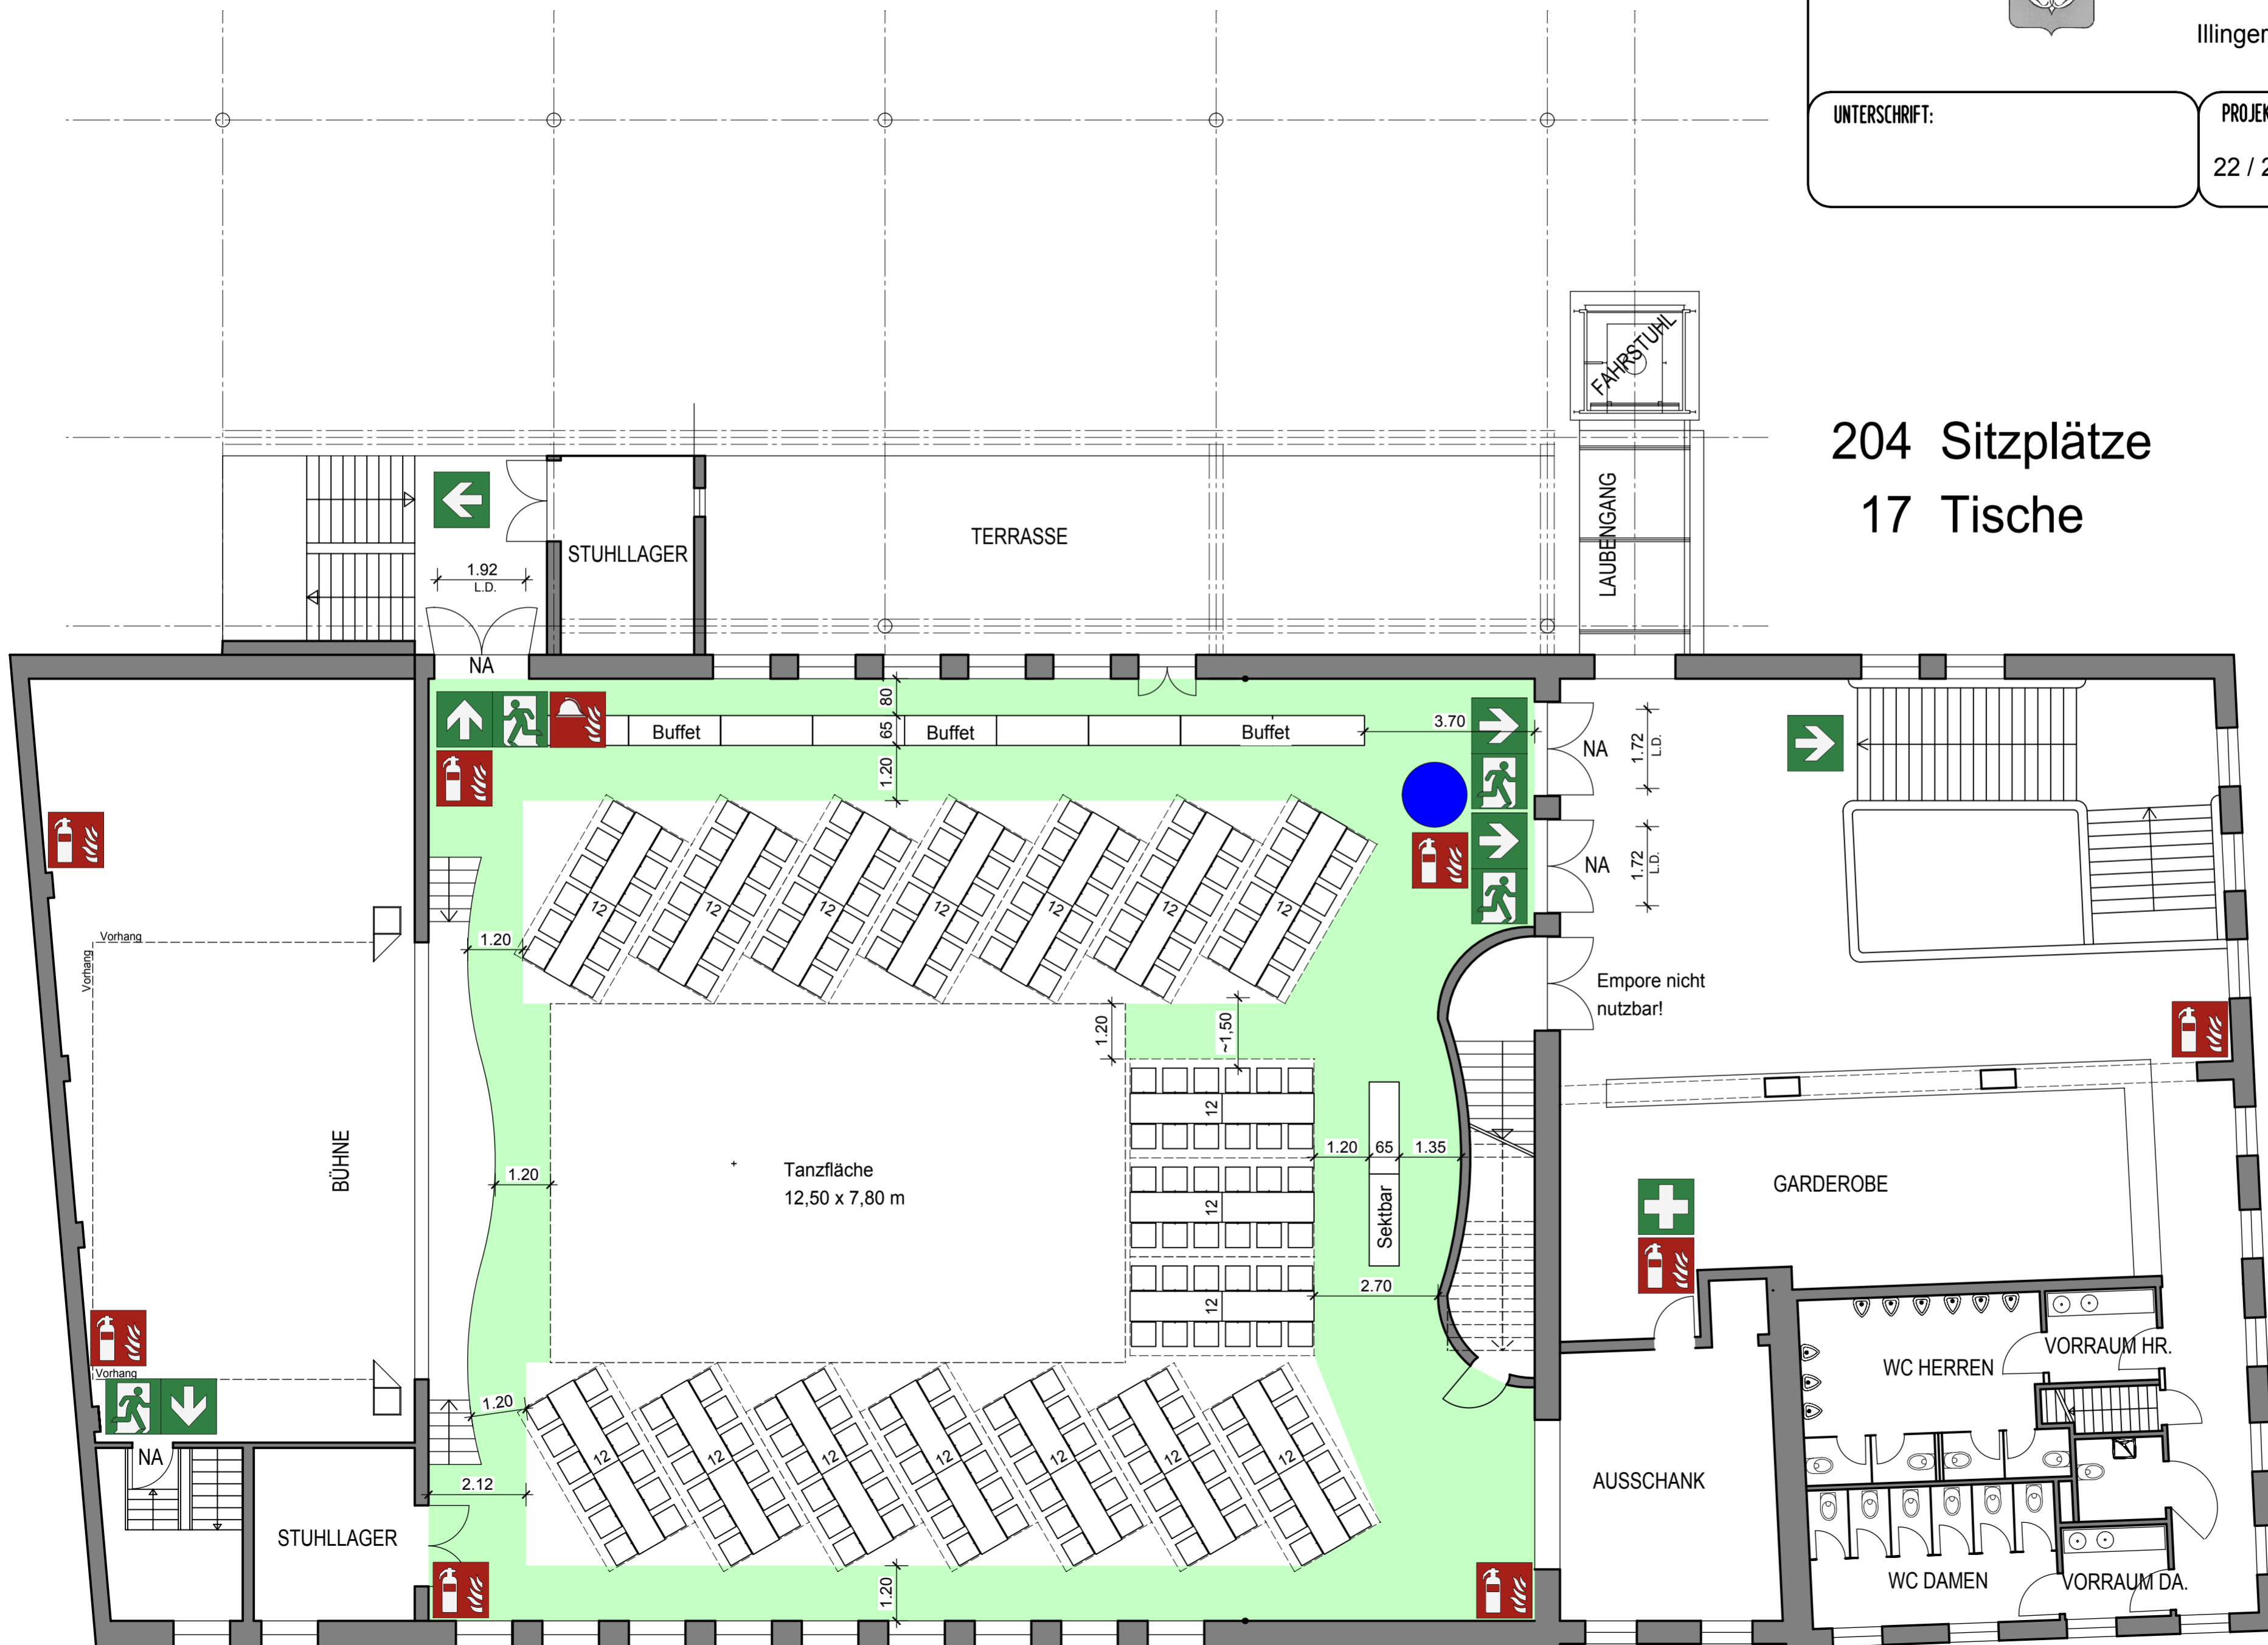 Illinger
UNTERSCHRIFT:
PROJEK
22 / 2
FAHRSTUHL
204 Sitzplätze
17 Tische
LAUBENGANG
TERRASSE
STUHLLAGER
1.92
L.D.
NA
80
65
1.20
Buffet
Buffet
Buffet
3.70
NA
1.72
L.D.
NA
1.72
L.D.
12
12
12
12
12
12
12
Vorhang
Vorhang
1.20
Empore nicht
nutzbar!
1.20
~1,50
BÜHNE
1.20
Tanzfläche
12,50 x 7,80 m
12
12
12
1.20
65
1.35
Sektbar
2.70
GARDEROBE
Vorhang
1.20
NA
2.12
STUHLLAGER
12
12
12
12
12
12
12
1.20
AUSSCHANK
WC HERREN
VORRAUM HR.
WC DAMEN
VORRAUM DA.